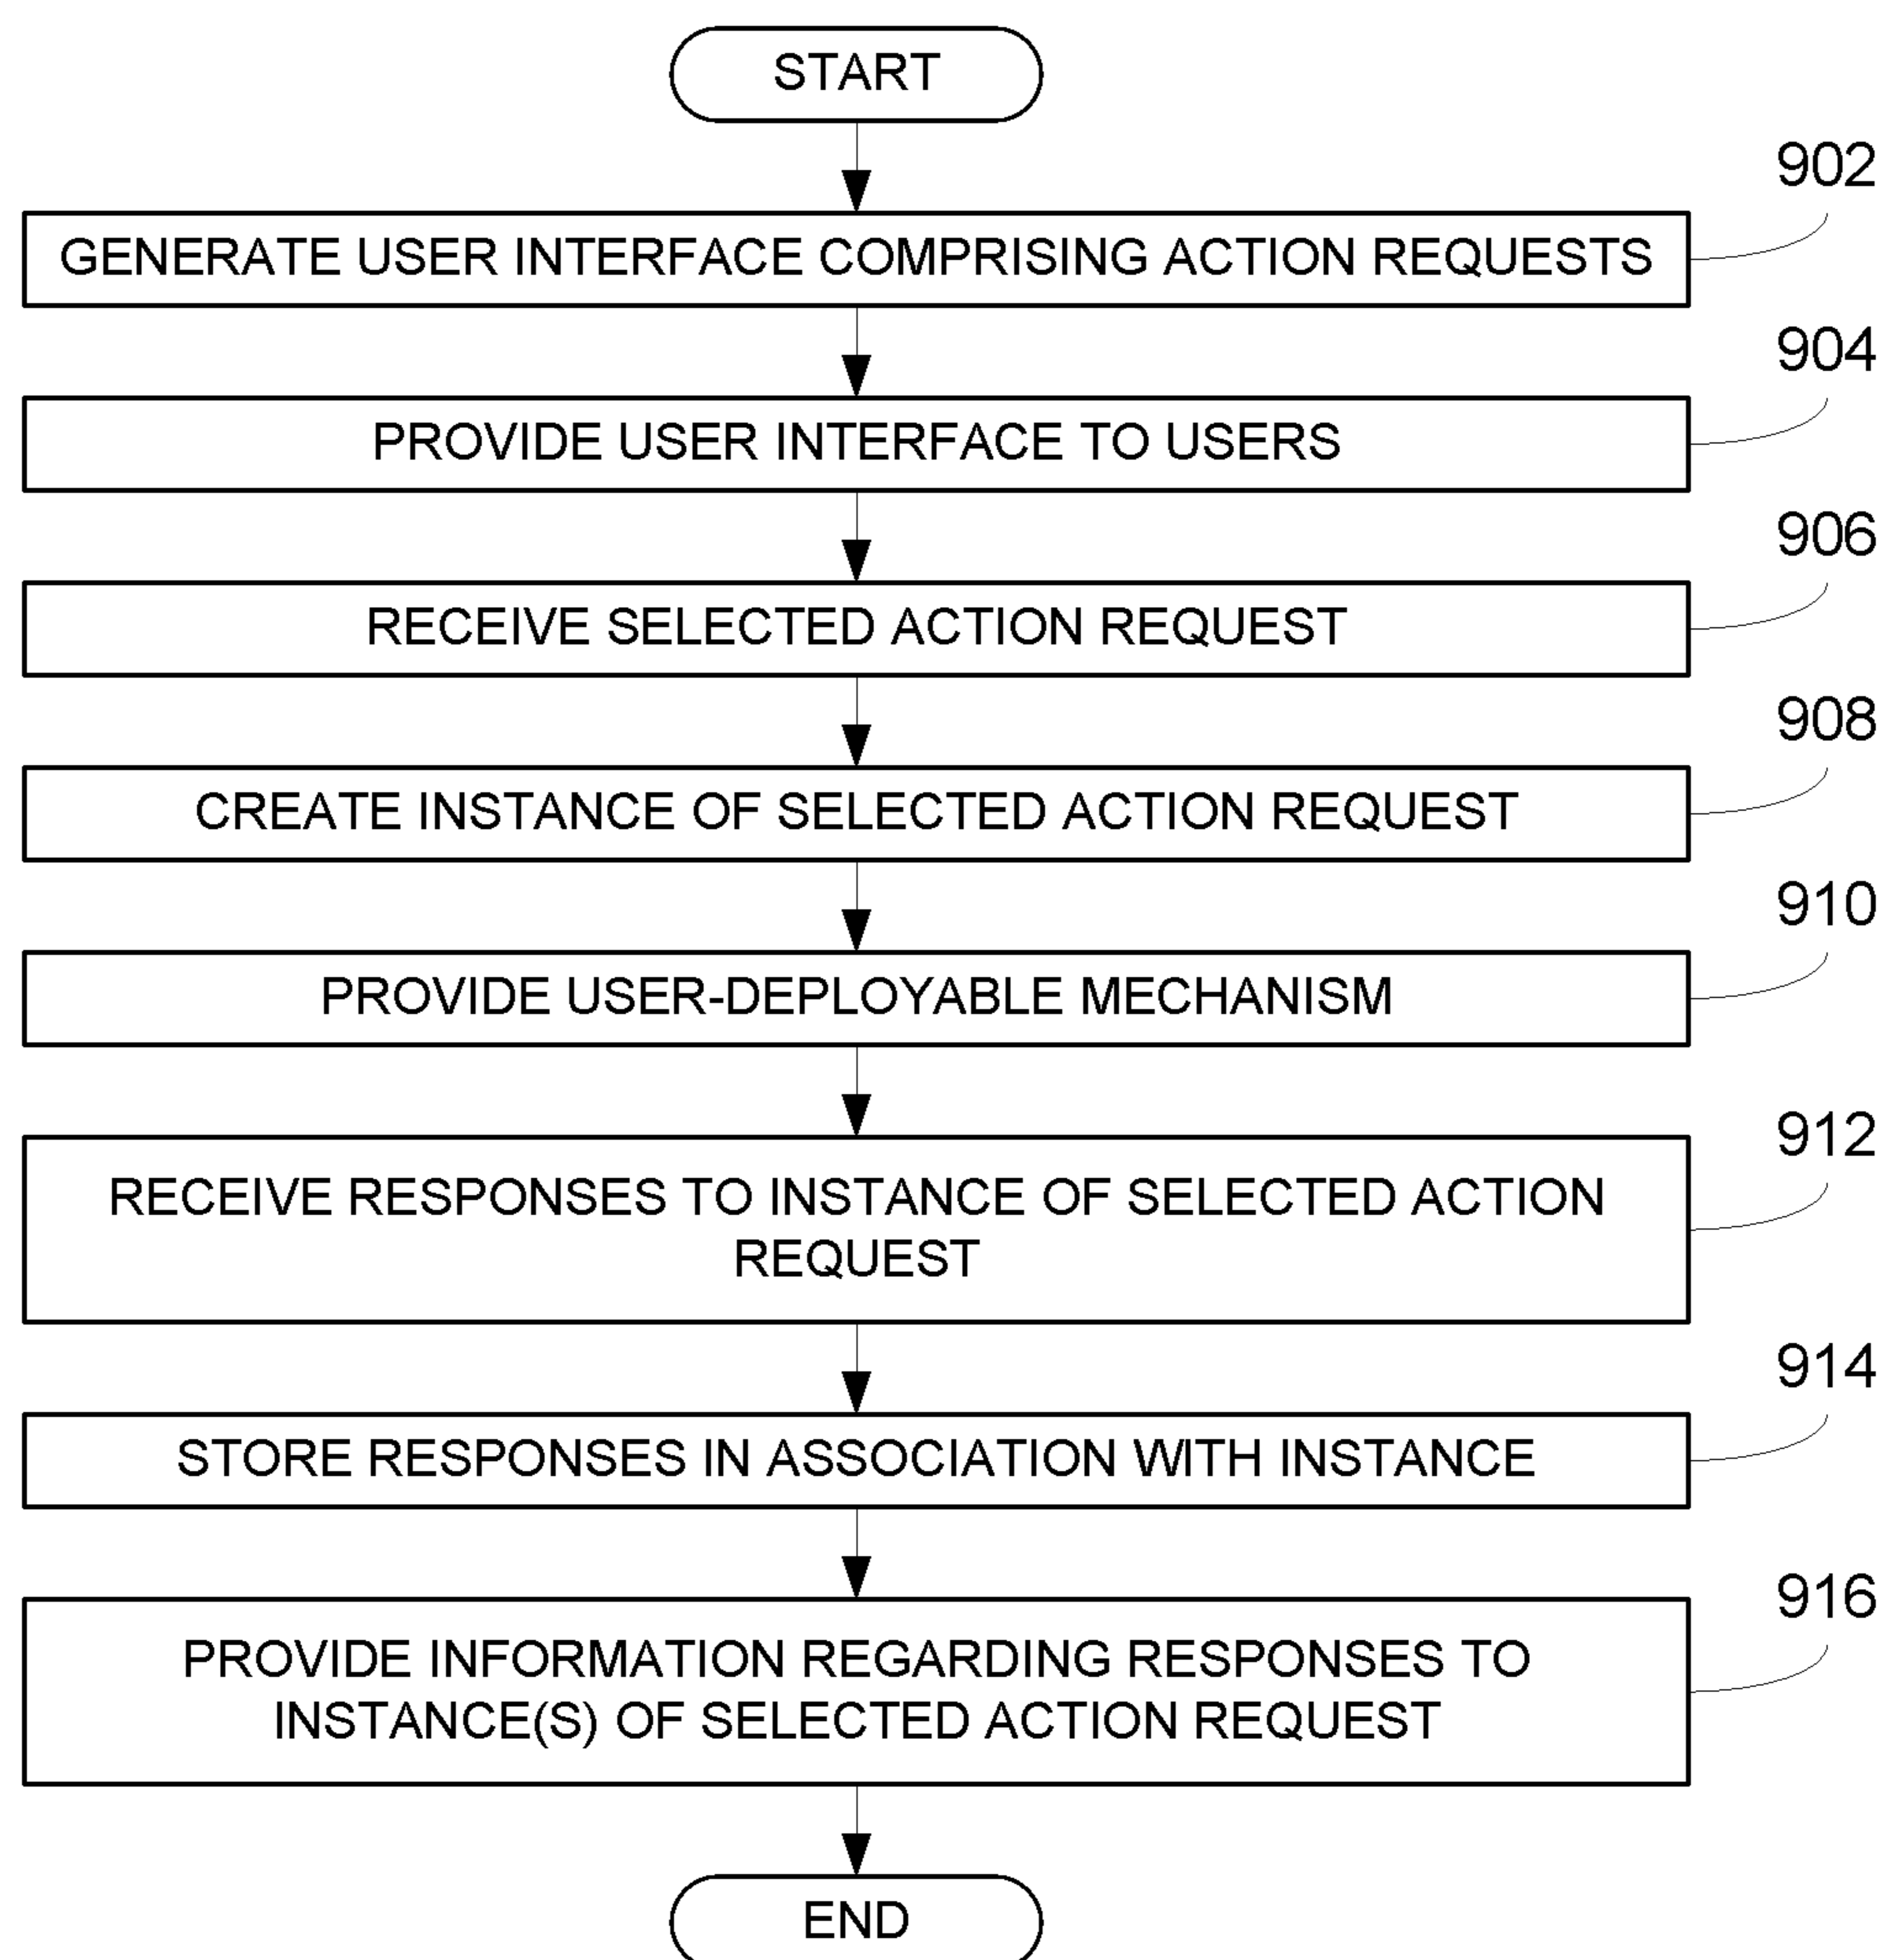 START
902
GENERATE USER INTERFACE COMPRISING ACTION REQUESTS
904
PROVIDE USER INTERFACE TO USERS
906
RECEIVE SELECTED ACTION REQUEST
908
CREATE INSTANCE OF SELECTED ACTION REQUEST
910
PROVIDE USER-DEPLOYABLE MECHANISM
912
RECEIVE RESPONSES TO INSTANCE OF SELECTED ACTION
REQUEST
914
STORE RESPONSES IN ASSOCIATION WITH INSTANCE
916
PROVIDE INFORMATION REGARDING RESPONSES TO
INSTANCE(S) OF SELECTED ACTION REQUEST
END